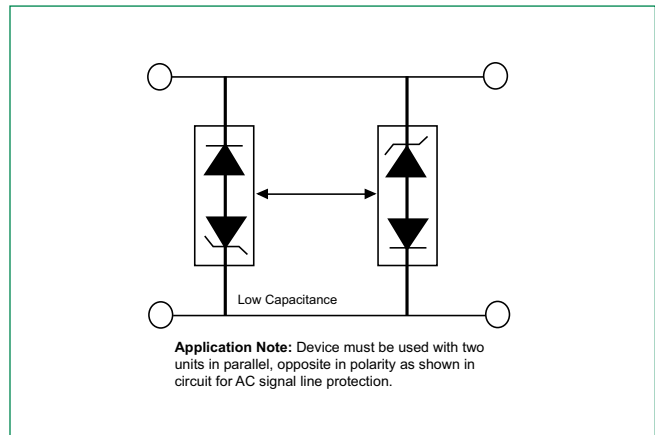 Low Capacitance
Application Note: Device must be used with two
units in parallel, opposite in polarity as shown in
circuit for AC signal line protection.